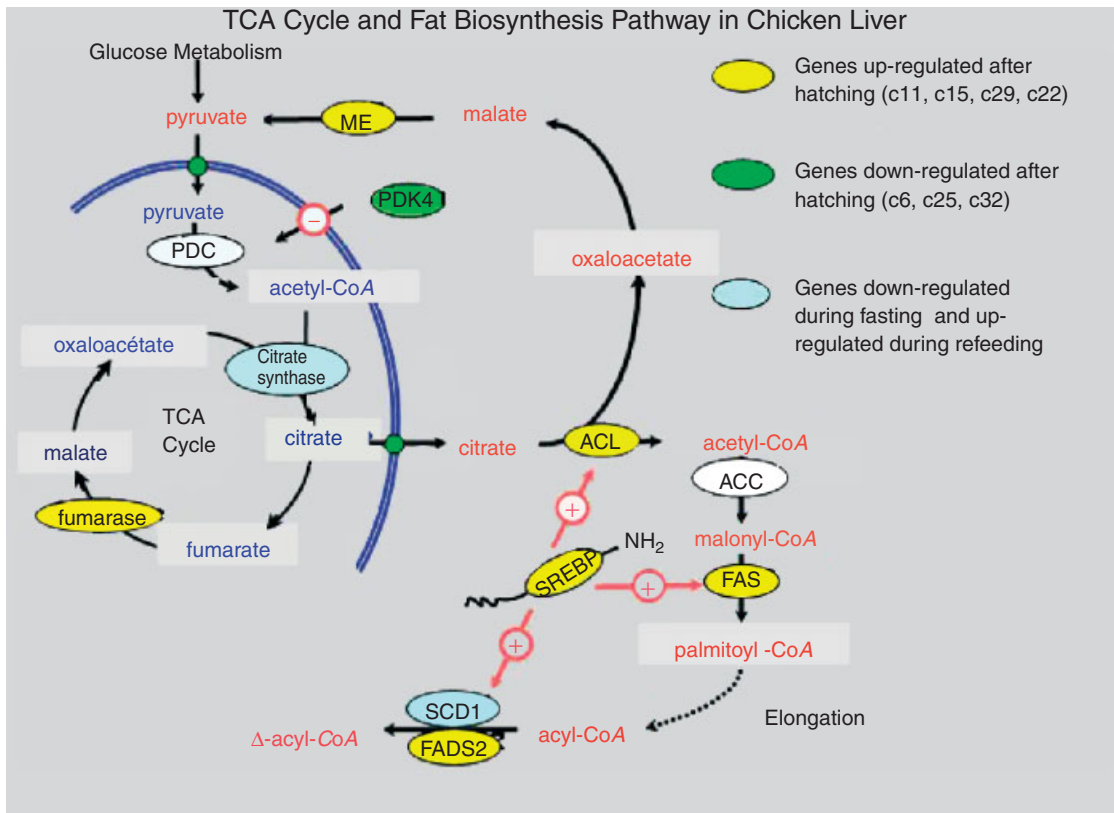 TCA Cycle and Fat Biosynthesis Pathway in Chicken Liver
Glucose Metabolism
pyruvate
ME
malate
Genes up-regulated after
hatching (c11, c15, c29, c22)
Genes down-regulated after
hatching (c6, c25, c32)
Genes down-regulated
during fasting and up-
regulated during refeeding
PDK4
−
pyruvate
PDC
acetyl-CoA
oxaloacetate
oxaloacétate
Citrate
synthase
TCA
Cycle
citrate
malate
fumarase
fumarate
citrate
ACL
acetyl-CoA
ACC
malonyl-CoA
+
NH₂
SREBP
+
FAS
+
palmitoyl -CoA
Elongation
SCD1
FADS2
acyl-CoA
Δ-acyl-CoA